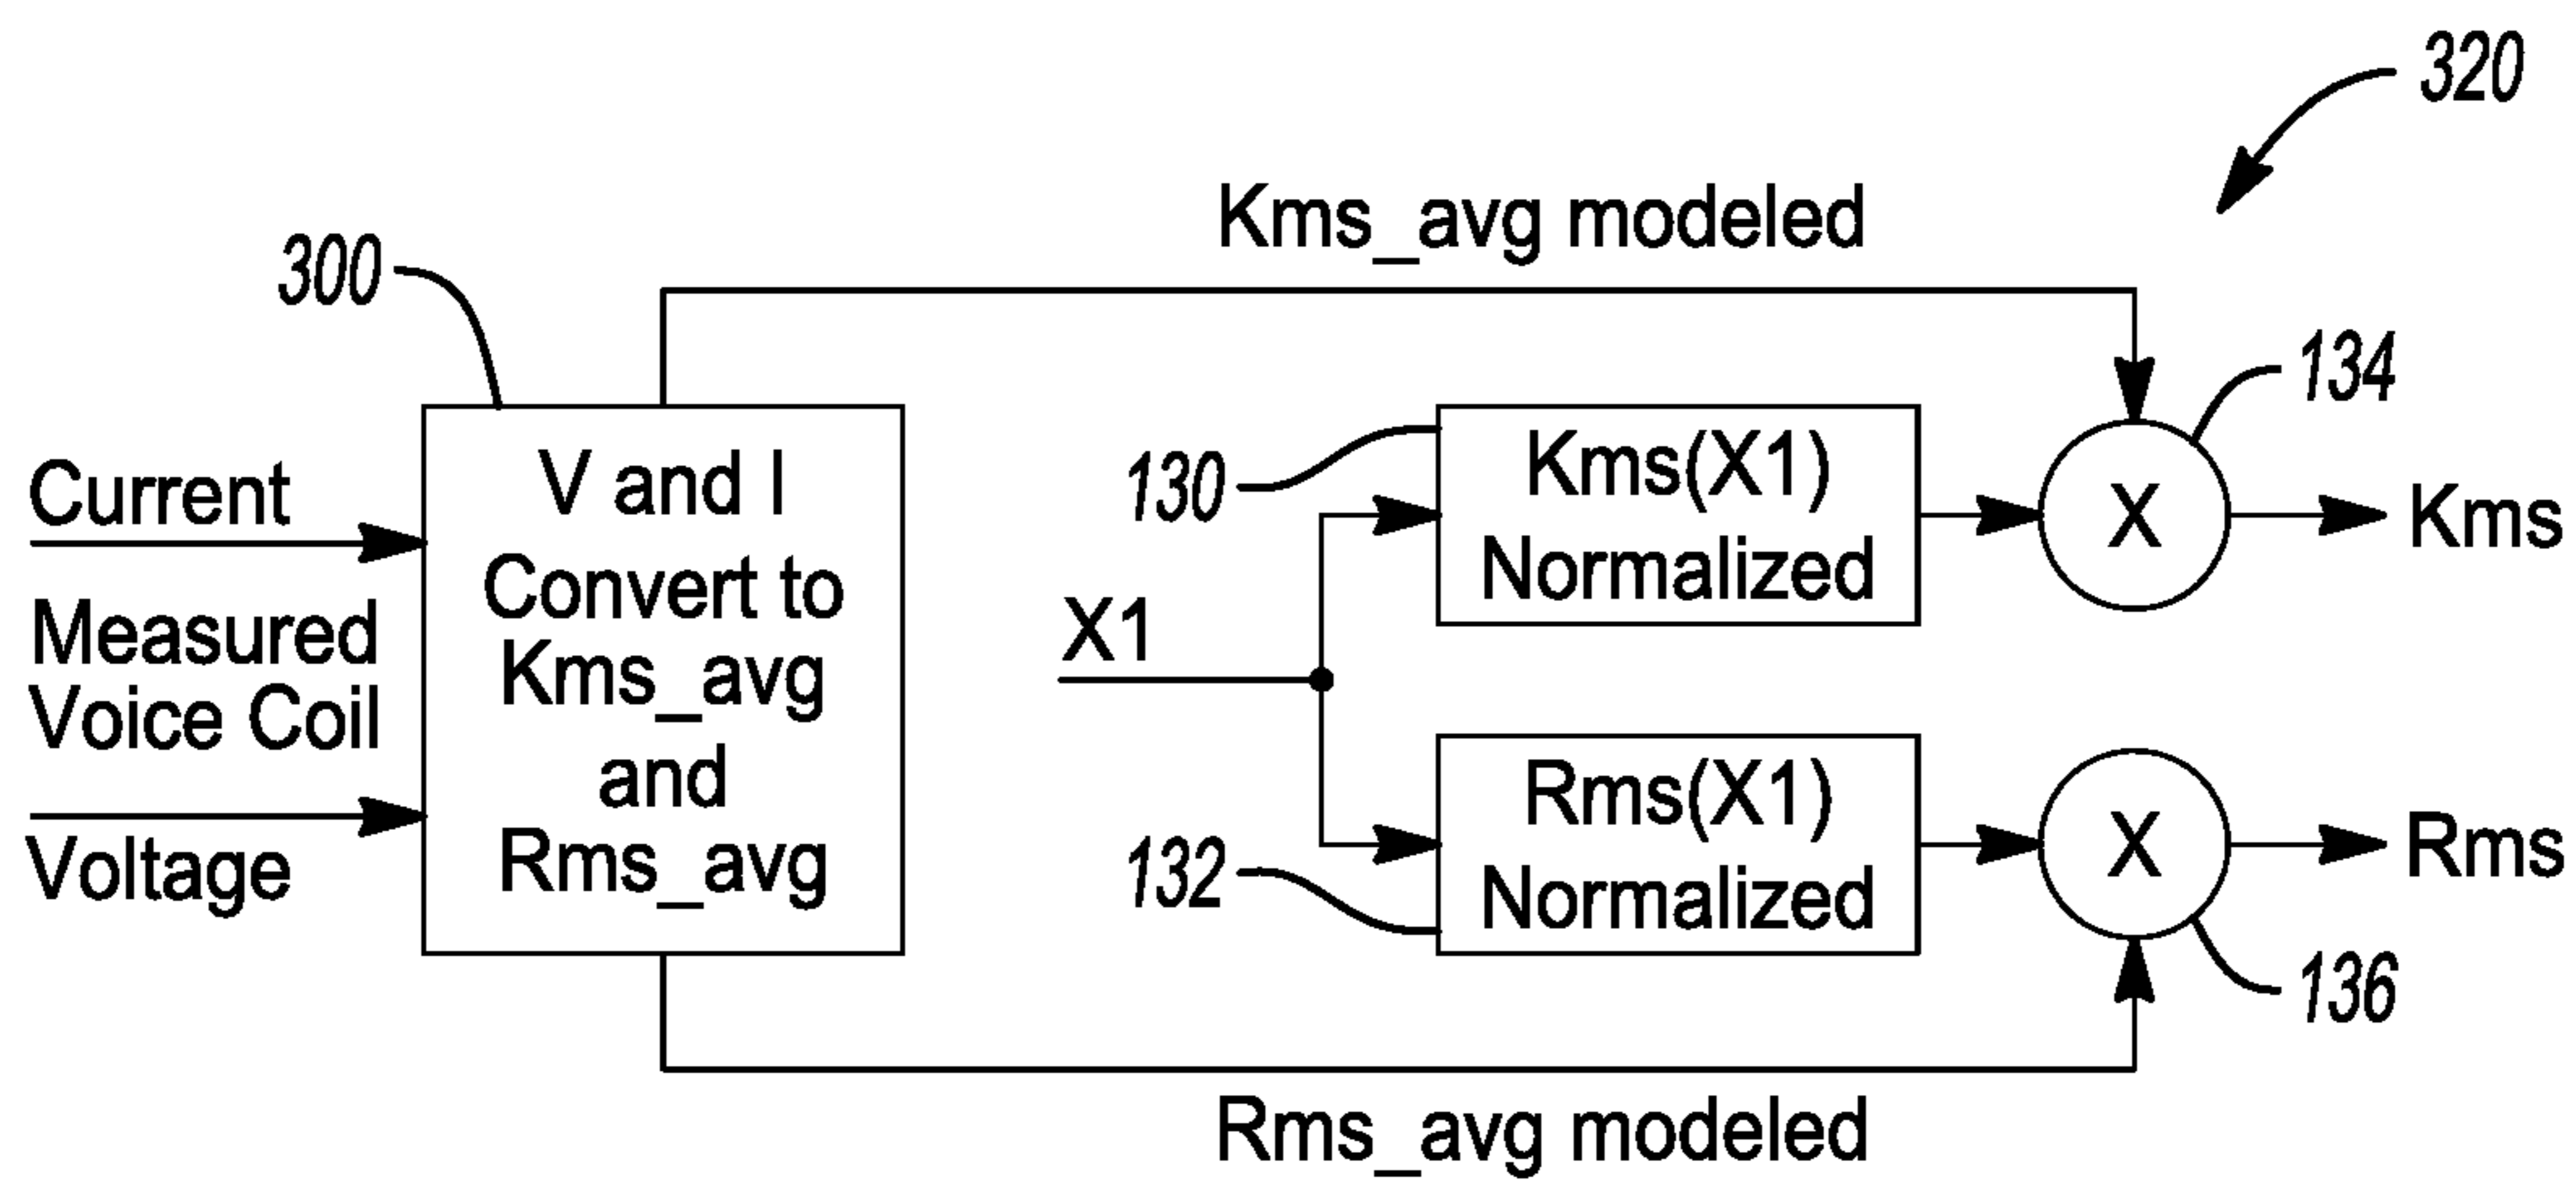 320
Kms_avg modeled
300
134
Current
Measured
Voice Coil
Voltage
V and I
Convert to
Kms_avg
and
Rms_avg
130
Kms(X1)
Normalized
X
Kms
X1
132
Rms(X1)
Normalized
X
Rms
136
Rms_avg modeled